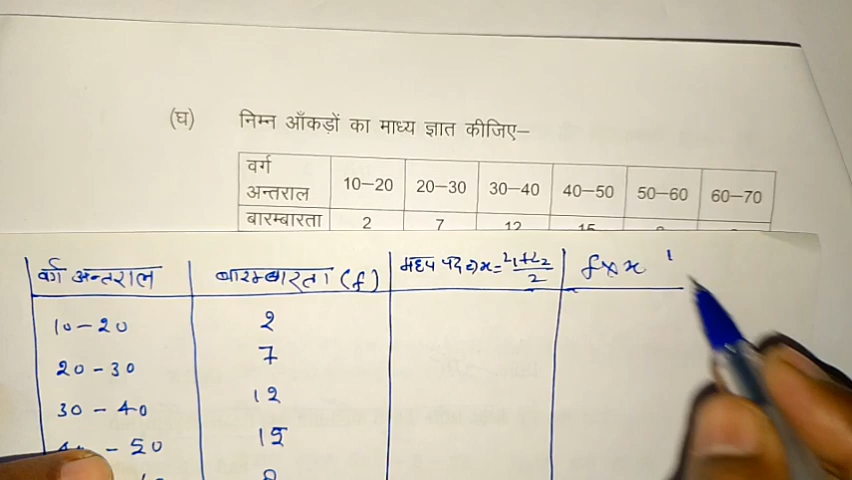 (घ) निम्न आँकड़ों का माध्य ज्ञात कीजिए–
वर्ग अन्तराल 10–20 20–30 30–40 40–50 50–60 60–70
बारम्बारता 2 7 12 15
वर्ग अन्तराल बारम्बारता (f) मध्य पद x = L₁+L₂/2 f×x
10-20 2
20-30 7
30-40 12
- 50 15